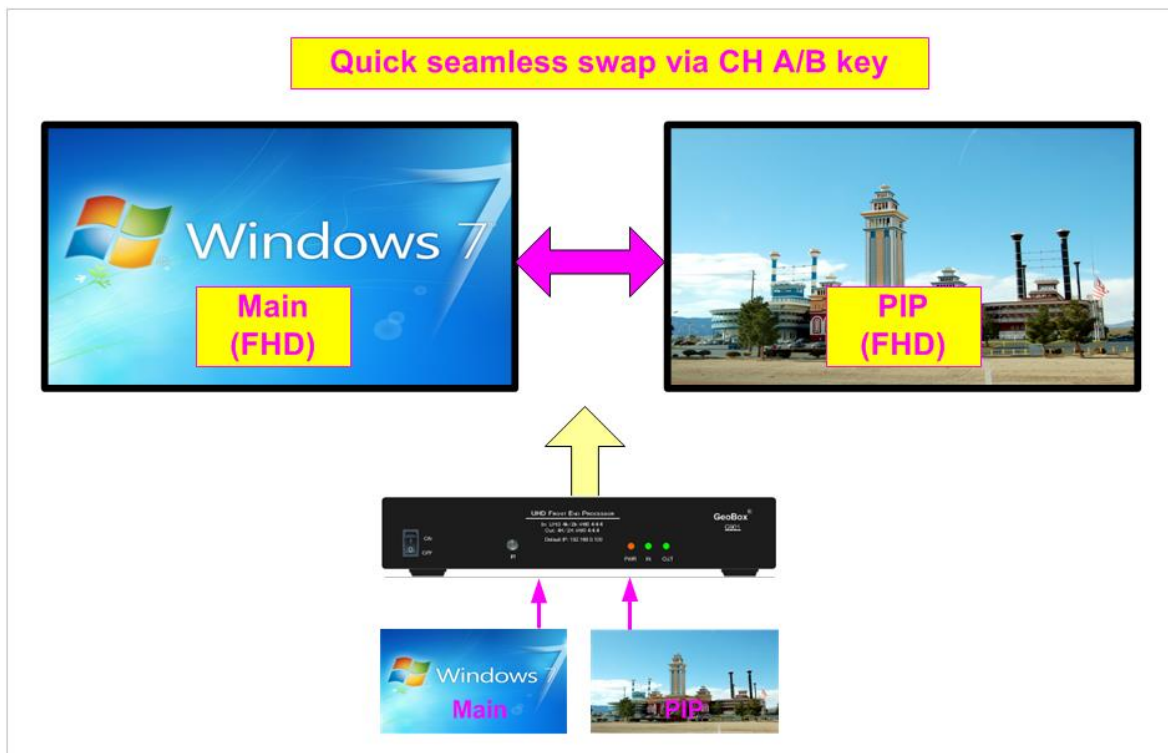 Quick seamless swap via CH A/B key
Windows 7
Main
(FHD)
PIP
(FHD)
UHD Front End Processor
GeoBox
ON
OFF
IR
PWR IN OUT
Windows 7
Main
PIP